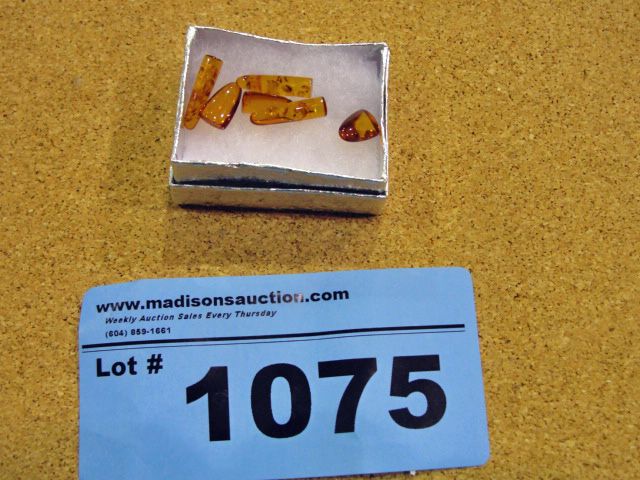 www.madisonsauction.com
Weekly Auction Sales Every Thursday
(604) 859-1661
Lot # 1075